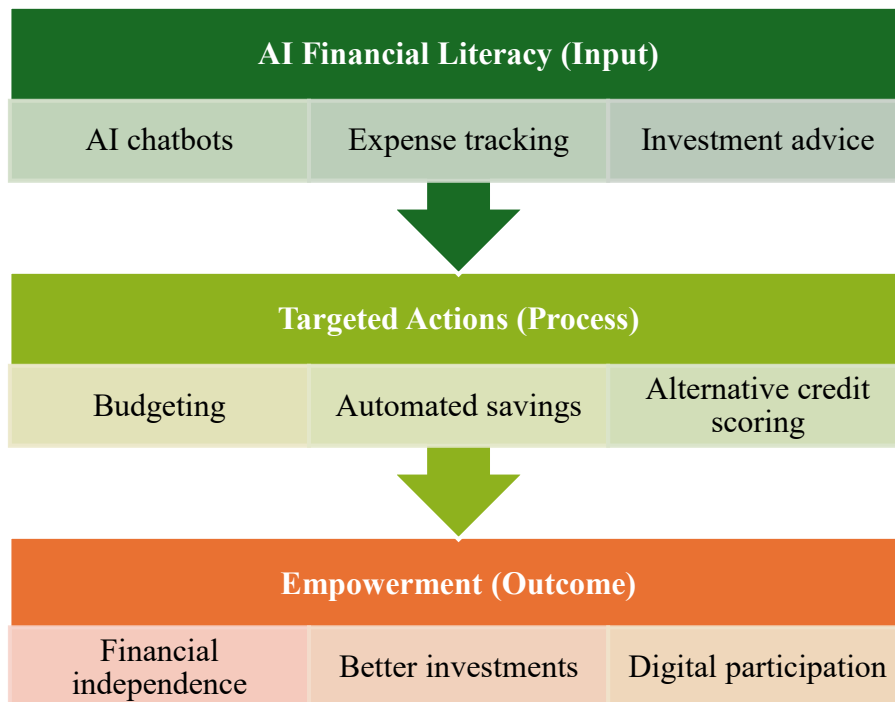 AI Financial Literacy (Input)
AI chatbots
Expense tracking
Investment advice
Targeted Actions (Process)
Budgeting
Automated savings
Alternative credit
scoring
Empowerment (Outcome)
Financial
independence
Better investments
Digital participation